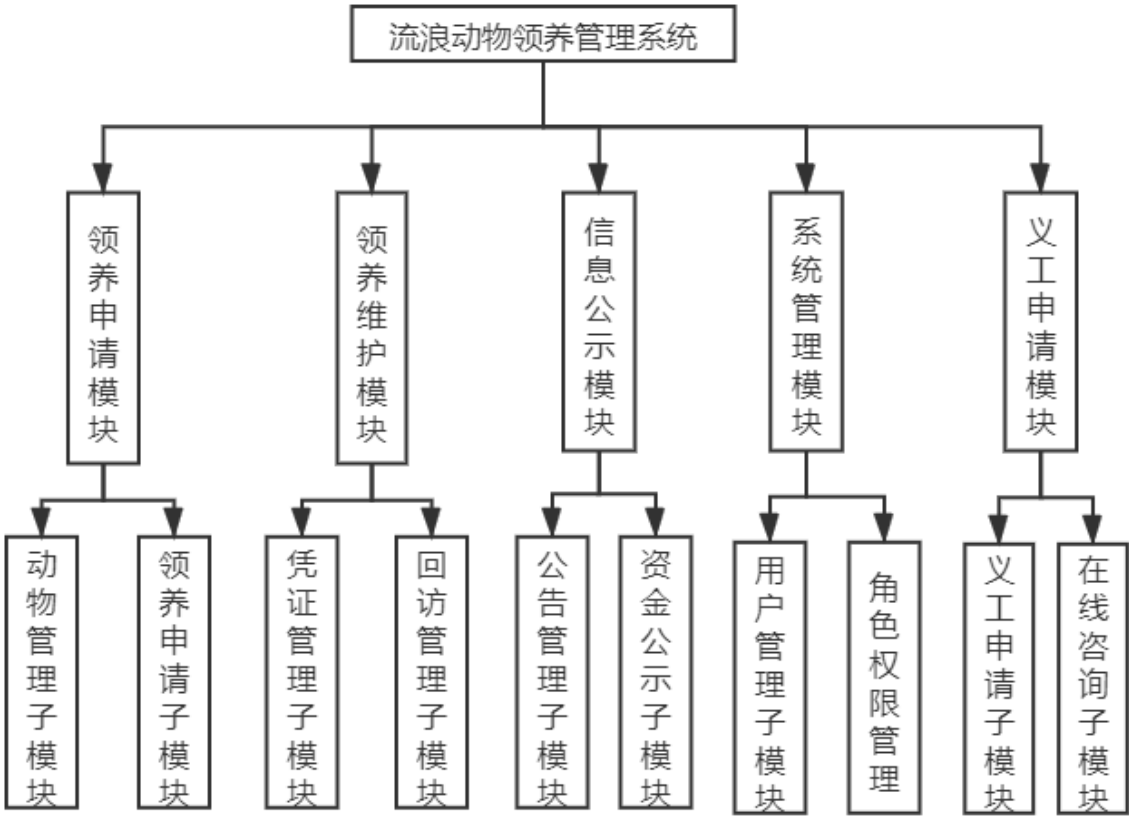 流浪动物领养管理系统
领养申请模块
领养维护模块
信息公示模块
系统管理模块
义工申请模块
动物管理子模块
领养申请子模块
凭证管理子模块
回访管理子模块
公告管理子模块
资金公示子模块
用户管理子模块
角色权限管理
义工申请子模块
在线咨询子模块